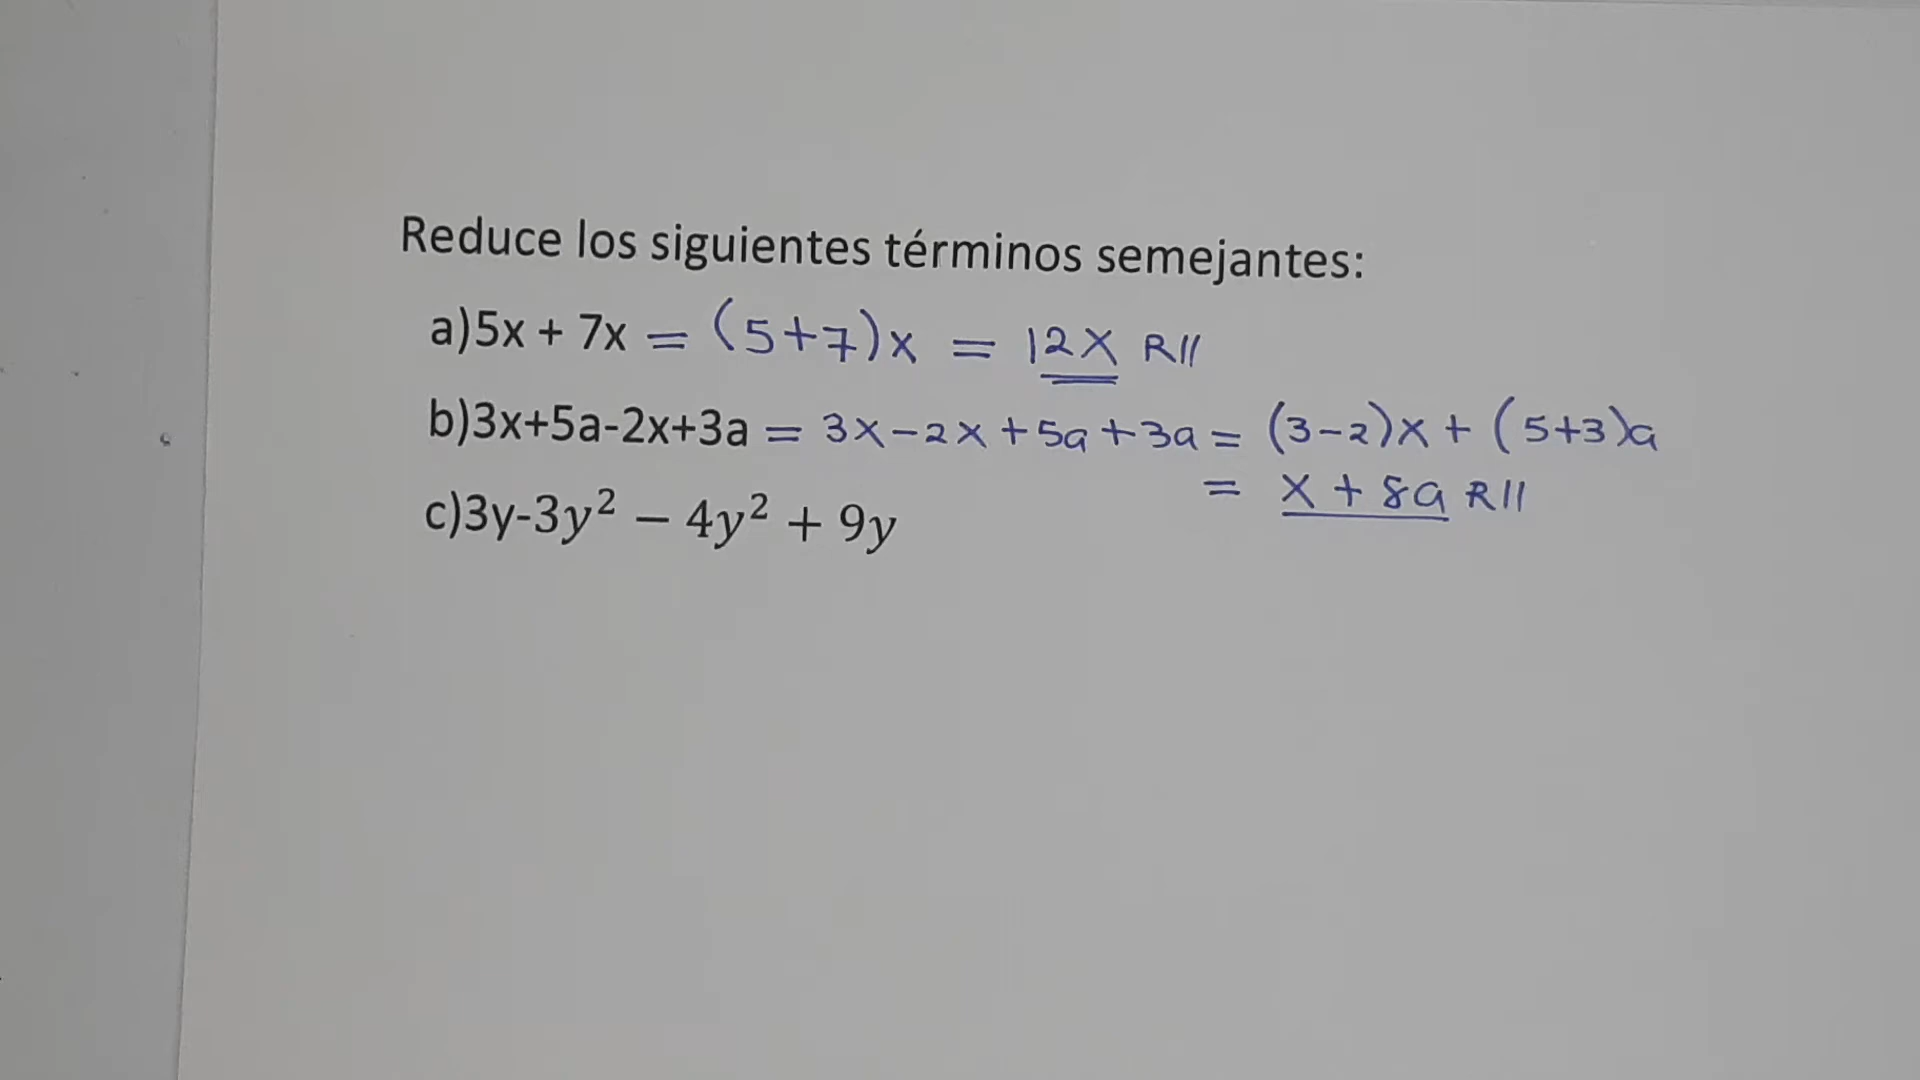 Reduce los siguientes términos semejantes:
a)5x + 7x = (5+7)x = 12x R//
b)3x+5a-2x+3a = 3x-2x+5a+3a = (3-2)x + (5+3)a
= x + 8a R//
c)3y-3y² − 4y² + 9y